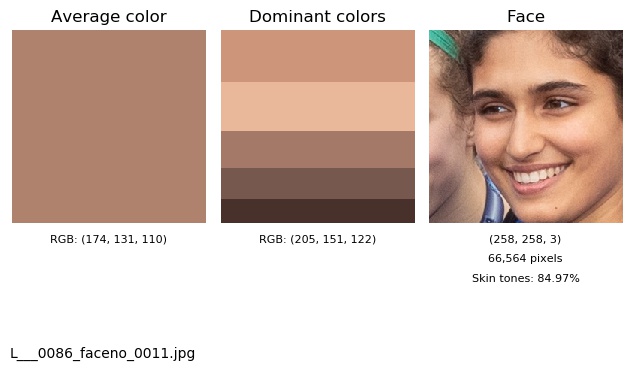 Average color
Dominant colors
Face
RGB: (174, 131, 110)
RGB: (205, 151, 122)
(258, 258, 3)
66,564 pixels
Skin tones: 84.97%
L___0086_faceno_0011.jpg